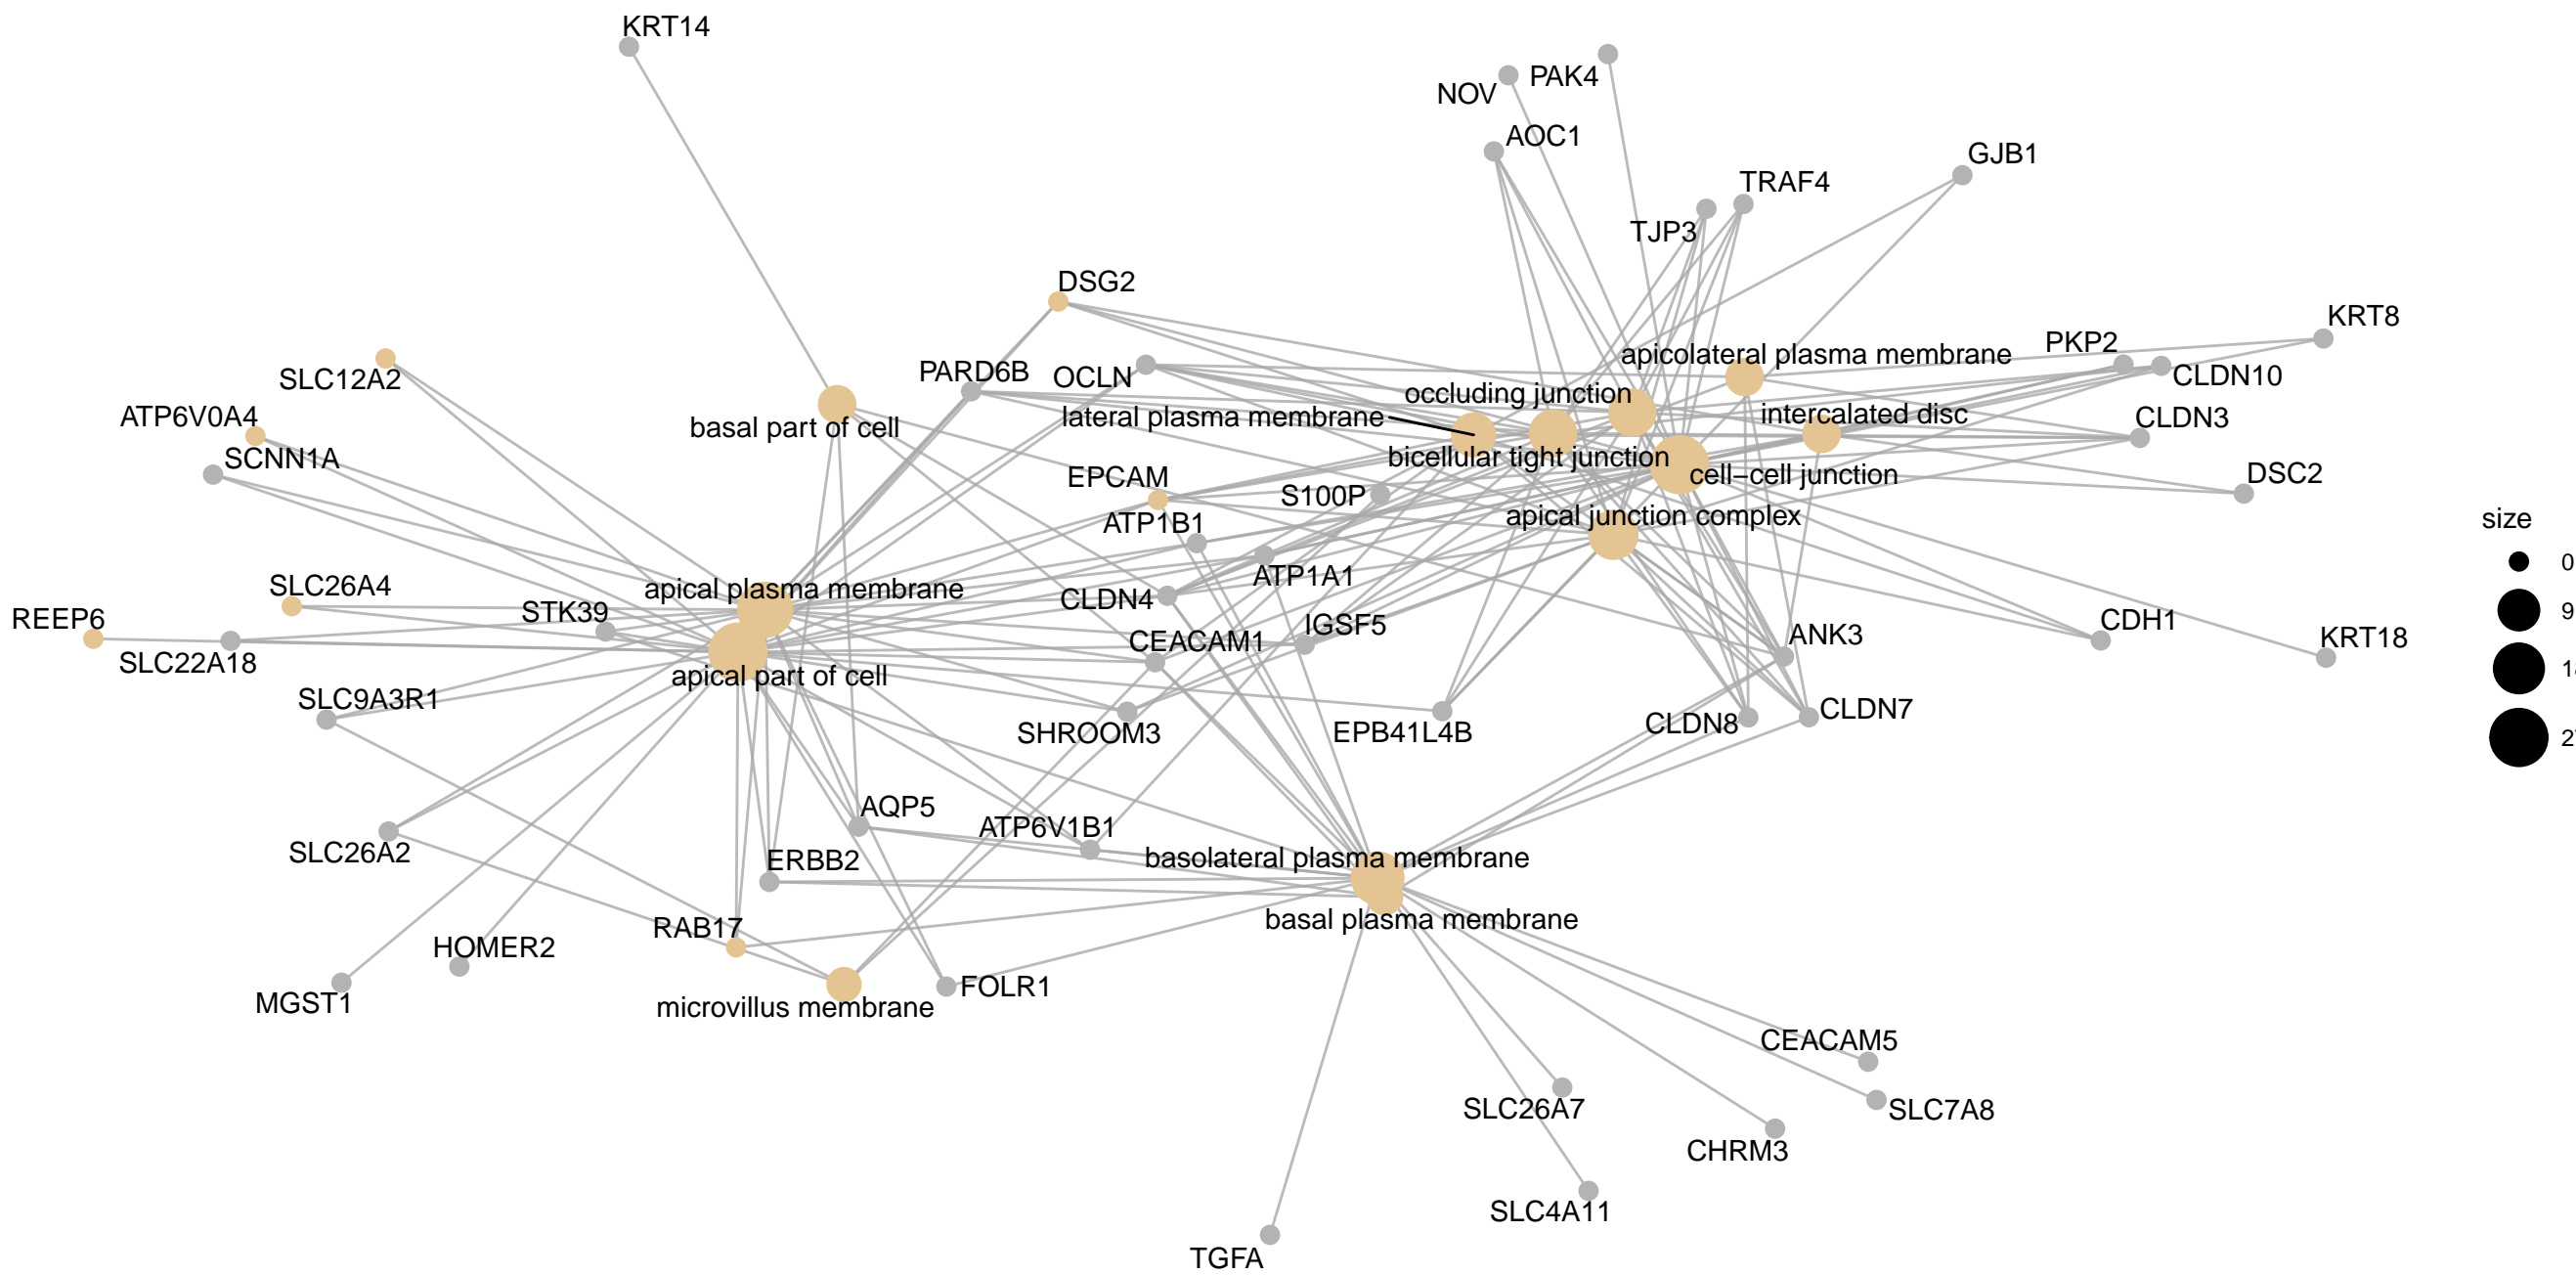 KRT14
PAK4
NOV
AOC1
GJB1
TRAF4
TJP3
DSG2
KRT8
PKP2
apicolateral plasma membrane
CLDN10
SLC12A2
PARD6B
OCLN
occluding junction
lateral plasma membrane
intercalated disc
CLDN3
ATP6V0A4
basal part of cell
SCNN1A
bicellular tight junction
cell−cell junction
DSC2
EPCAM
S100P
ATP1B1
apical junction complex
size
0
9
18
2
ATP1A1
SLC26A4
apical plasma membrane
CLDN4
STK39
REEP6
IGSF5
CEACAM1
ANK3
CDH1
KRT18
SLC22A18
apical part of cell
SLC9A3R1
SHROOM3
EPB41L4B
CLDN8
CLDN7
AQP5
ATP6V1B1
SLC26A2
ERBB2
basolateral plasma membrane
basal plasma membrane
RAB17
HOMER2
MGST1
microvillus membrane
FOLR1
CEACAM5
SLC26A7
SLC7A8
CHRM3
SLC4A11
TGFA